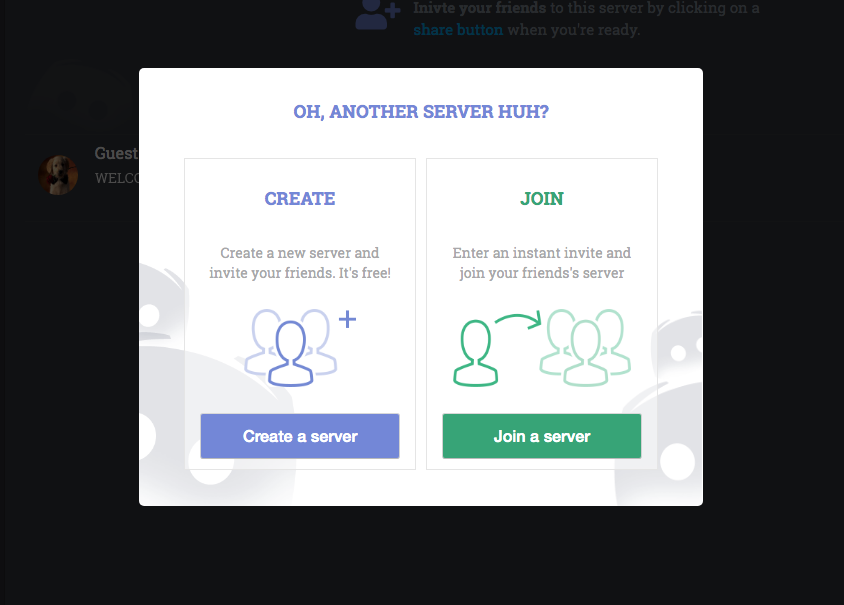 Inivte your friends to this server by clicking on a
share button when you're ready.
Guest
WELCO
OH, ANOTHER SERVER HUH?
CREATE
Create a new server and
invite your friends. It's free!
Create a server
JOIN
Enter an instant invite and
join your friends's server
Join a server